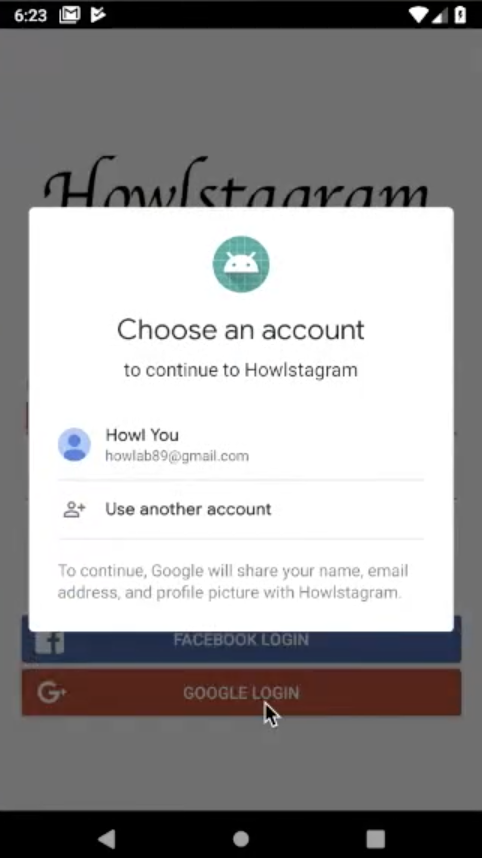 6:23
Howlstagram
Choose an account
to continue to Howlstagram
Howl You
howlab89@gmail.com
Use another account
To continue, Google will share your name, email
address, and profile picture with Howlstagram.
FACEBOOK LOGIN
GOOGLE LOGIN